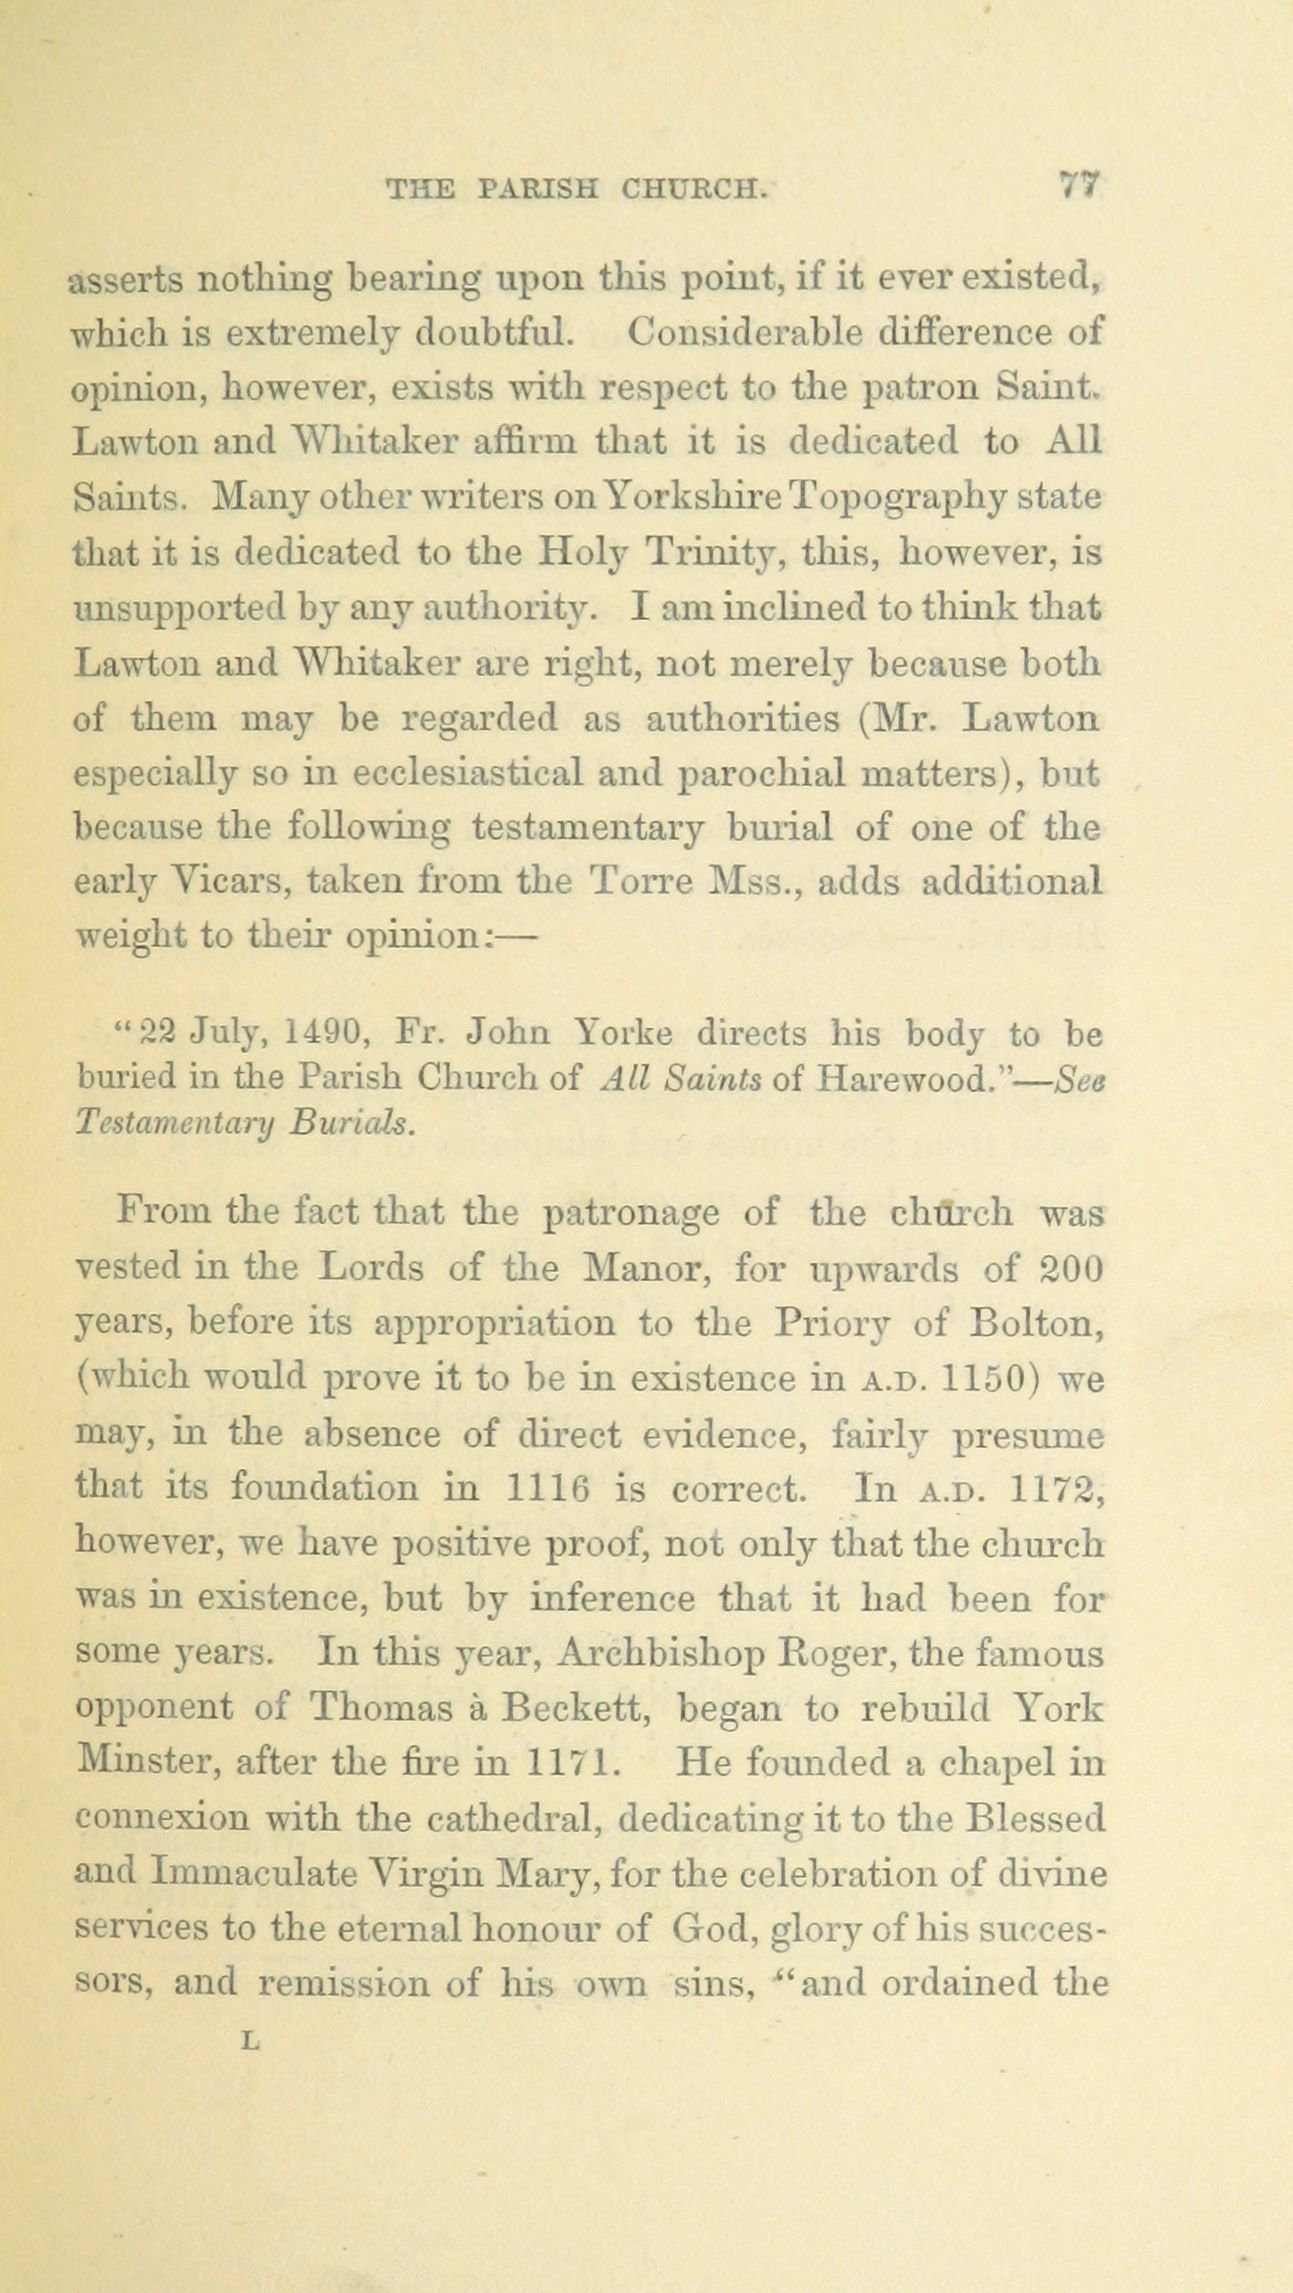 THE PARISH CHURCH. 77
asserts nothing bearing upon this point, if it ever existed,
which is extremely doubtful. Considerable difference of
opinion, however, exists with respect to the patron Saint.
Lawton and Whitaker affirm that it is dedicated to All
Saints. Many other writers on Yorkshire Topography state
that it is dedicated to the Holy Trinity, this, however, is
unsupported by any authority. I am inclined to think that
Lawton and Whitaker are right, not merely because both
of them may be regarded as authorities (Mr. Lawton
especially so in ecclesiastical and parochial matters), but
because the following testamentary burial of one of the
early Vicars, taken from the Torre Mss., adds additional
weight to their opinion:—
“22 July, 1490, Fr. John Yorke directs his body to be
buried in the Parish Church of All Saints of Harewood.”—See
Testamentary Burials.
From the fact that the patronage of the church was
vested in the Lords of the Manor, for upwards of 200
years, before its appropriation to the Priory of Bolton,
(which would prove it to be in existence in A.D. 1150) we
may, in the absence of direct evidence, fairly presume
that its foundation in 1116 is correct. In A.D. 1172,
however, we have positive proof, not only that the church
was in existence, but by inference that it had been for
some years. In this year, Archbishop Roger, the famous
opponent of Thomas à Beckett, began to rebuild York
Minster, after the fire in 1171. He founded a chapel in
connexion with the cathedral, dedicating it to the Blessed
and Immaculate Virgin Mary, for the celebration of divine
services to the eternal honour of God, glory of his succes-
sors, and remission of his own sins, “and ordained the
L